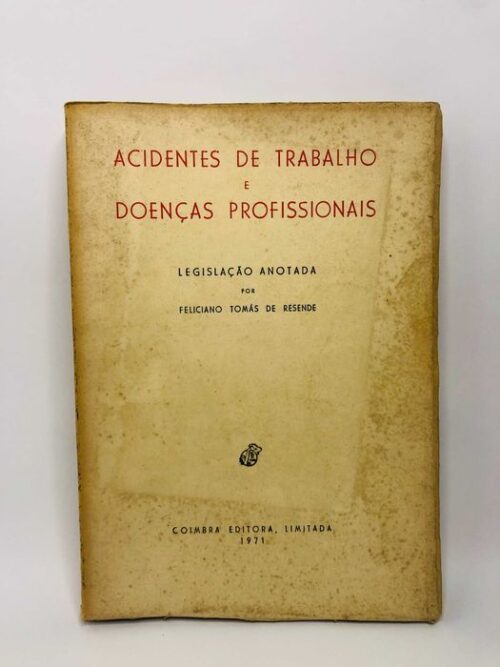 ACIDENTES DE TRABALHO
E
DOENÇAS PROFISSIONAIS
LEGISLAÇÃO ANOTADA
POR
FELICIANO TOMÁS DE RESENDE
COIMBRA EDITORA, LIMITADA
1971